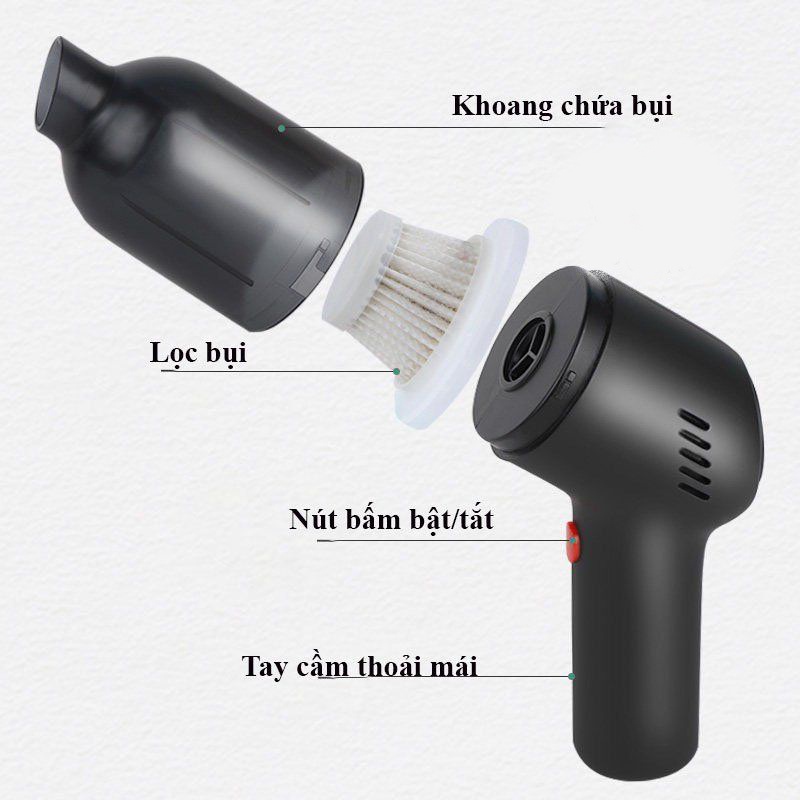 Khoang chứa bụi
Lọc bụi
Nút bấm bật/tắt
Tay cầm thoải mái